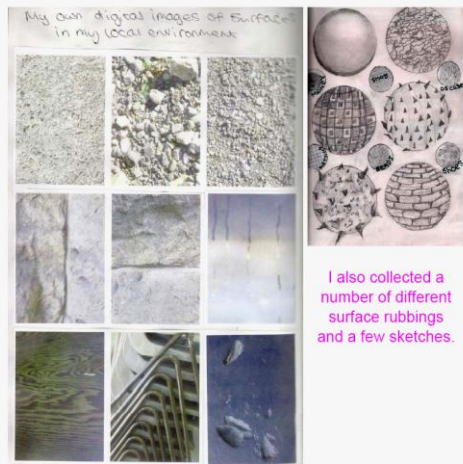 My own digital images of Surfaces
in my local environment
I also collected a
number of different
surface rubbings
and a few sketches.